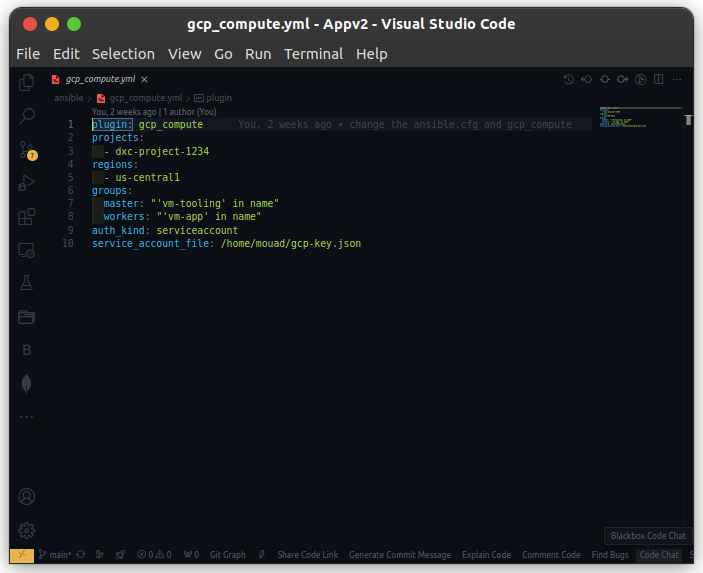 gcp_compute.yml - Appv2 - Visual Studio Code
File Edit Selection View Go Run Terminal Help
gcp_compute.yml
ansible > gcp_compute.yml > plugin
You, 2 weeks ago | 1 author (You)
1 plugin: gcp_compute You, 2 weeks ago • change the ansible.cfg and gcp_compute
2 projects:
3 - dxc-project-1234
4 regions:
5 - us-central1
6 groups:
7 master: "'vm-tooling' in name"
8 workers: "'vm-app' in name"
9 auth_kind: serviceaccount
10 service_account_file: /home/mouad/gcp-key.json
7
B
Blackbox Code Chat
main* 0 0 0 Git Graph Share Code Link Generate Commit Message Explain Code Comment Code Find Bugs Code Chat S